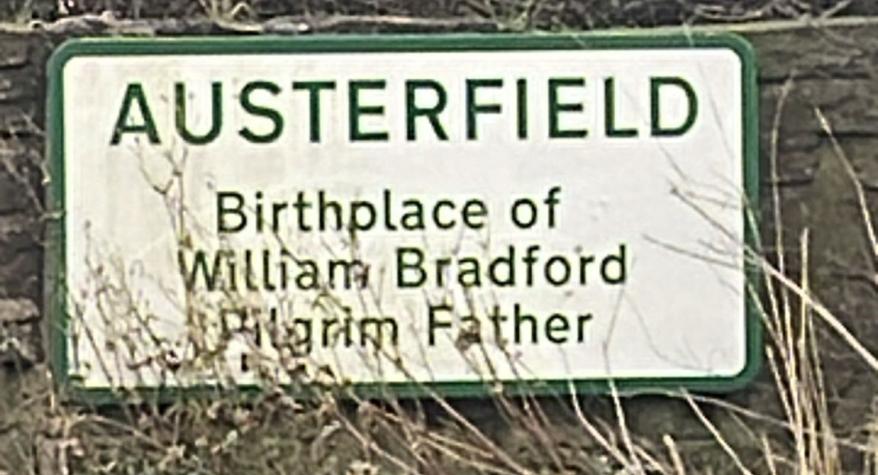 AUSTERFIELD
Birthplace of
William Bradford
Pilgrim Father